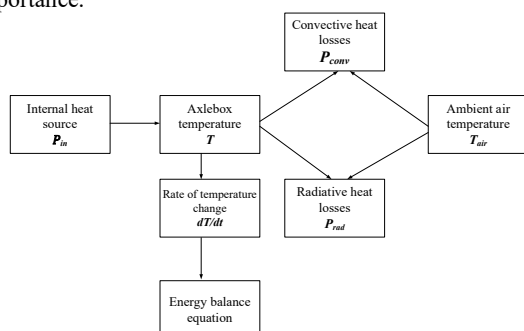 portance.
Convective heat
losses
P_conv
Internal heat
source
P_in
Axlebox
temperature
T
Ambient air
temperature
T_air
Rate of temperature
change
dT/dt
Radiative heat
losses
P_rad
Energy balance
equation